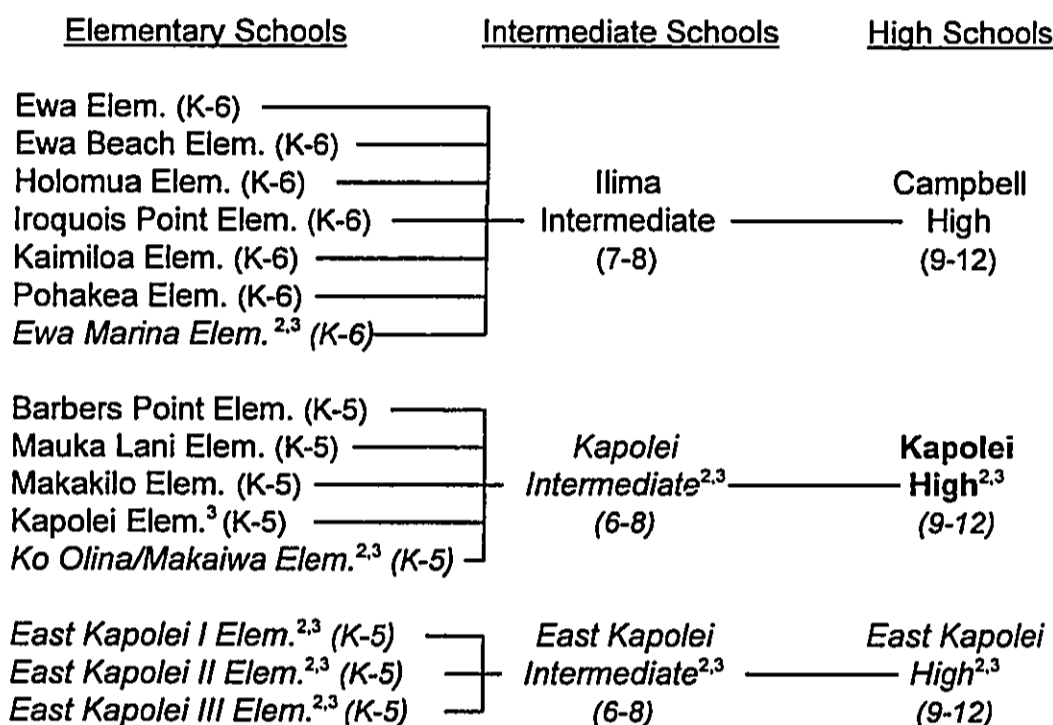 Elementary Schools Intermediate Schools High Schools
Ewa Elem. (K-6)
Ewa Beach Elem. (K-6)
Holomua Elem. (K-6) Ilima Campbell
Iroquois Point Elem. (K-6) Intermediate High
Kaimiloa Elem. (K-6) (7-8) (9-12)
Pohakea Elem. (K-6)
Ewa Marina Elem. 2,3 (K-6)
Barbers Point Elem. (K-5)
Mauka Lani Elem. (K-5) Kapolei Kapolei
Makakilo Elem. (K-5) Intermediate2,3 High2,3
Kapolei Elem.3 (K-5) (6-8) (9-12)
Ko Olina/Makaiwa Elem.2,3 (K-5)
East Kapolei I Elem.2,3 (K-5) East Kapolei East Kapolei
East Kapolei II Elem.2,3 (K-5) Intermediate2,3 High2,3
East Kapolei III Elem.2,3 (K-5) (6-8) (9-12)